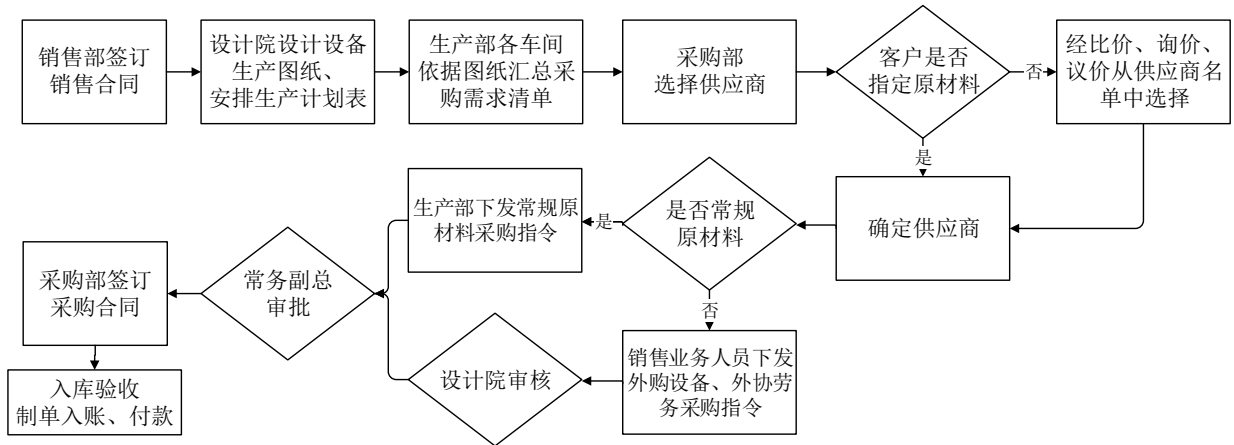 销售部签订
销售合同
设计院设计设备
生产图纸、
安排生产计划表
生产部各车间
依据图纸汇总采
购需求清单
采购部
选择供应商
客户是否
指定原材料
否
经比价、询价、
议价从供应商名
单中选择
是
确定供应商
是否常规
原材料
是
生产部下发常规原
材料采购指令
否
销售业务人员下发
外购设备、外协劳
务采购指令
设计院审核
常务副总
审批
采购部签订
采购合同
入库验收
制单入账、付款